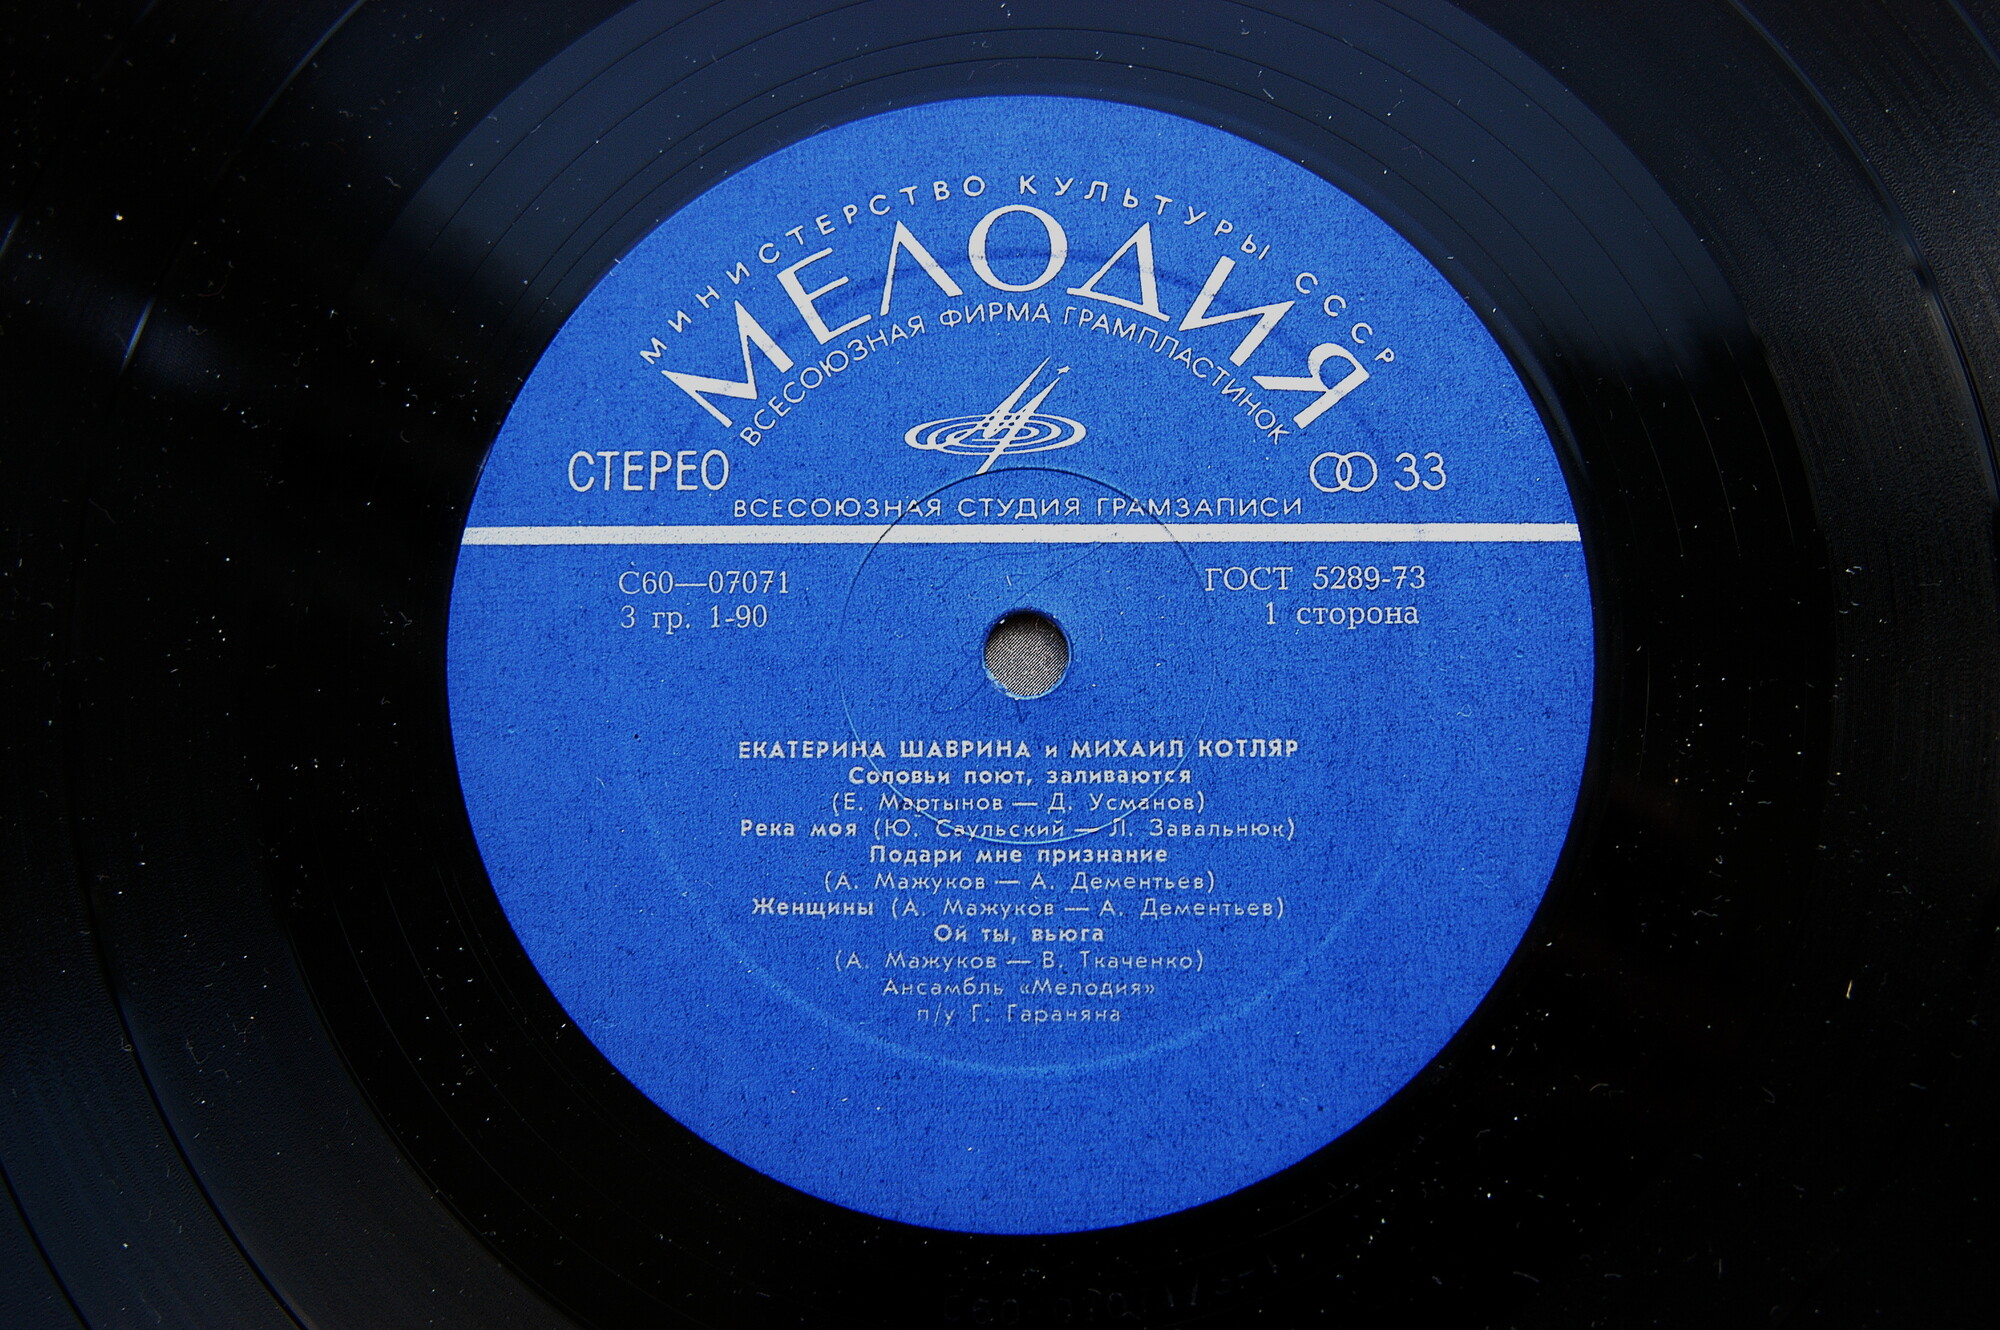 МИНИСТЕРСТВО КУЛЬТУРЫ СССР
МЕЛОДИЯ
ВСЕСОЮЗНАЯ ФИРМА ГРАМПЛАСТИНОК
СТЕРЕО 33
ВСЕСОЮЗНАЯ СТУДИЯ ГРАМЗАПИСИ
С60—07071 ГОСТ 5289-73
3 гр. 1-90 1 сторона
ЕКАТЕРИНА ШАВРИНА и МИХАИЛ КОТЛЯР
Соловьи поют, заливаются
(Е. Мартынов — Д. Усманов)
Река моя (Ю. Саульский — Л. Завальнюк)
Подари мне признание
(А. Мажуков — А. Дементьев)
Женщины (А. Мажуков — А. Дементьев)
Ой ты, вьюга
(А. Мажуков — В. Ткаченко)
Ансамбль «Мелодия»
п/у Г. Гараняна